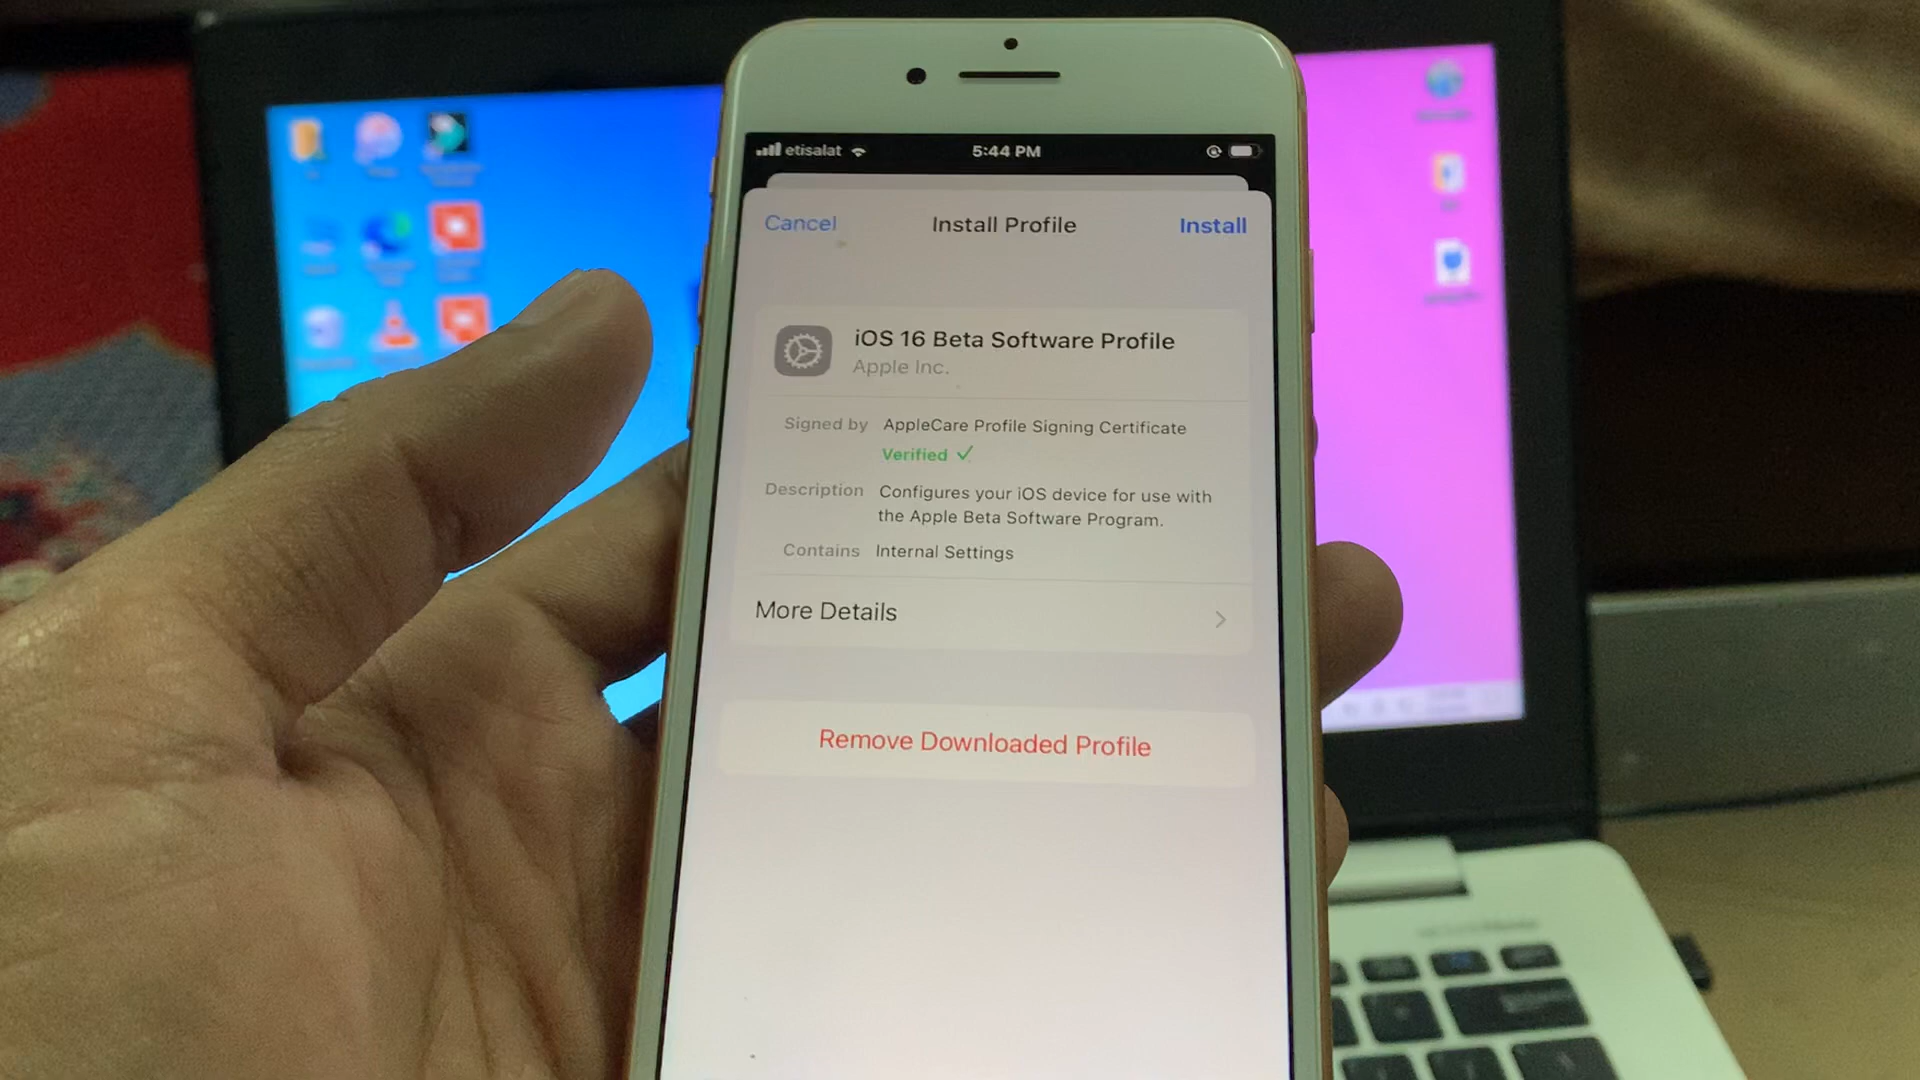 etisalat 5:44 PM
Cancel Install Profile Install
iOS 16 Beta Software Profile
Apple Inc.
Signed by AppleCare Profile Signing Certificate
Verified ✓
Description Configures your iOS device for use with
the Apple Beta Software Program.
Contains Internal Settings
More Details
Remove Downloaded Profile